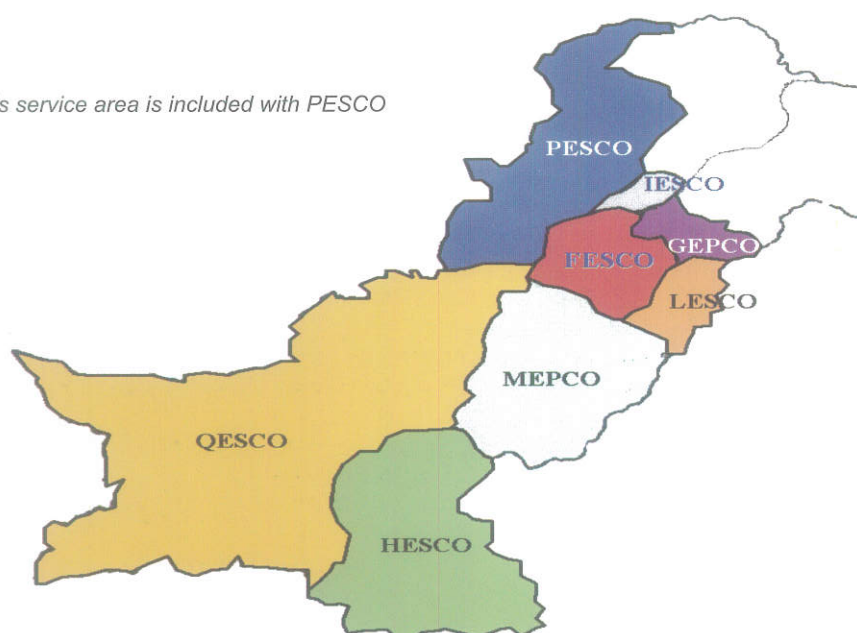 s service area is included with PESCO
PESCO
IESCO
GEPCO
FESCO
LESCO
MEPCO
QESCO
HESCO